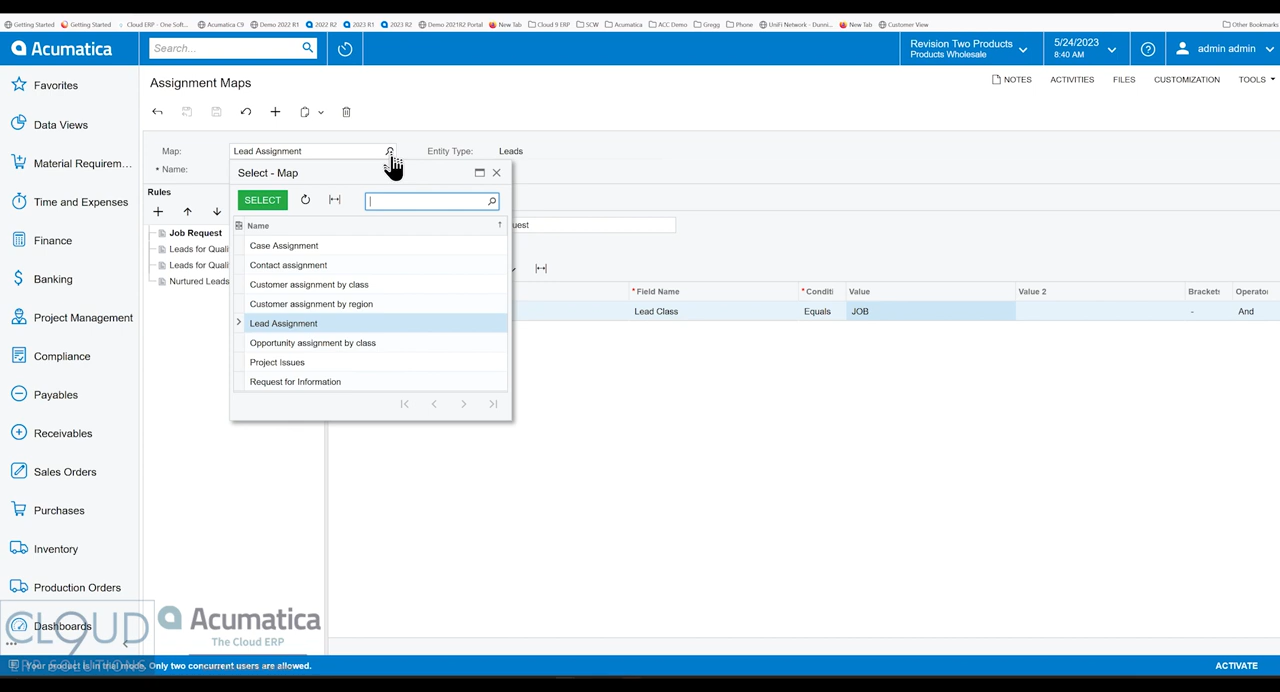 Getting Started Getting Started Cloud ERP - One Soft... Acumatica C9 Demo 2022 R1 2022 R2 2023 R1 2023 R2 Demo 2021R2 Portal New Tab Cloud 9 ERP SCW Acumatica ACC Demo Gregg Phone UniFi Network - Dunni... New Tab Customer View Other Bookmarks
Acumatica
Search...
Revision Two Products
Products Wholesale
5/24/2023
8:40 AM
admin admin
Favorites
Data Views
Material Requirem...
Time and Expenses
Finance
Banking
Project Management
Compliance
Payables
Receivables
Sales Orders
Purchases
Inventory
Production Orders
Dashboards
Assignment Maps
NOTES ACTIVITIES FILES CUSTOMIZATION TOOLS
Map: Lead Assignment Entity Type: Leads
* Name:
Rules
Job Request
Leads for Quali
Leads for Quali
Nurtured Leads
Select - Map
SELECT
Name
Case Assignment
Contact assignment
Customer assignment by class
Customer assignment by region
Lead Assignment
Opportunity assignment by class
Project Issues
Request for Information
uest
* Field Name * Conditi Value Value 2 Brackets Operato
Lead Class Equals JOB - And
CLOUD 9
ERP SOLUTIONS
Acumatica
The Cloud ERP
Your product is in trial mode. Only two concurrent users are allowed. ACTIVATE